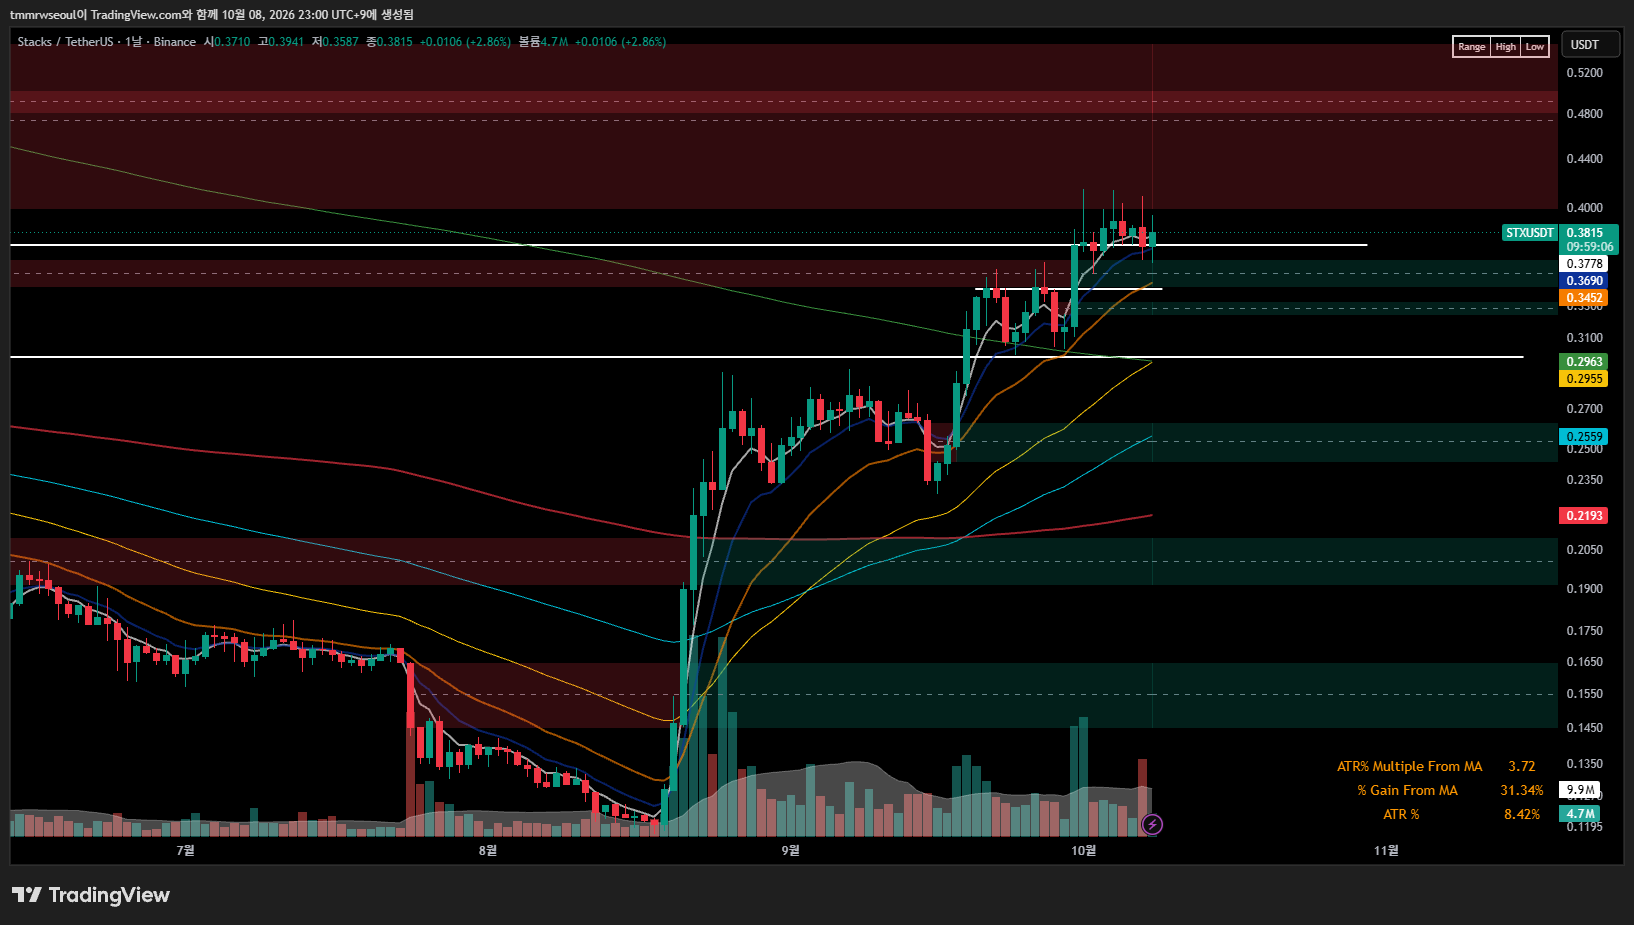 tmmrwseoul이 TradingView.com와 함께 10월 08, 2026 23:00 UTC+9에 생성됨
Stacks / TetherUS · 1날 · Binance 시0.3710 고0.3941 저0.3587 종0.3815 +0.0106 (+2.86%) 볼륨4.7M +0.0106 (+2.86%)
Range High Low
USDT
0.5200
0.4800
0.4400
0.4000
STXUSDT 0.3815
09:59:06
0.3778
0.3690
0.3452
0.3300
0.3100
0.2963
0.2955
0.2700
0.2559
0.2500
0.2350
0.2193
0.2050
0.1900
0.1750
0.1650
0.1550
0.1450
0.1350
ATR% Multiple From MA 3.72
% Gain From MA 31.34%
9.9M
ATR % 8.42%
4.7M
0.1195
7월 8월 9월 10월 11월
TradingView